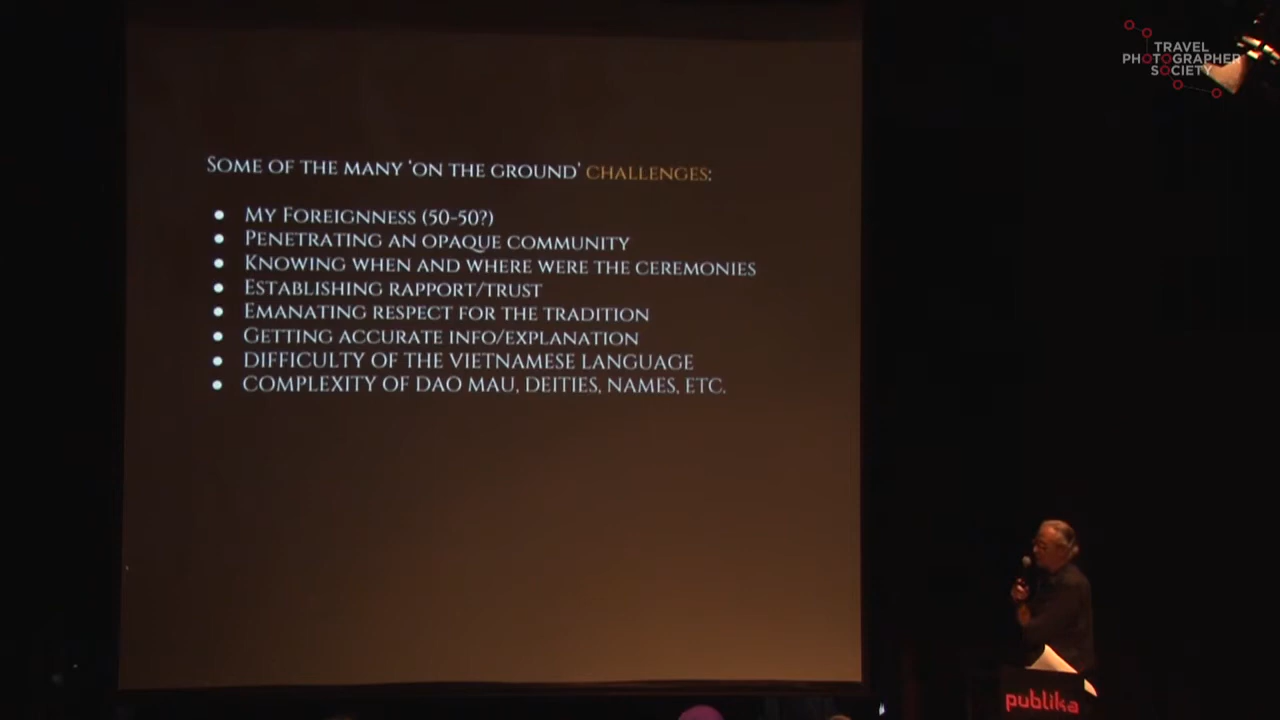 TRAVEL
PHOTOGRAPHER
SOCIETY
SOME OF THE MANY ‘ON THE GROUND’ CHALLENGES:
● MY FOREIGNNESS (50-50?)
● PENETRATING AN OPAQUE COMMUNITY
● KNOWING WHEN AND WHERE WERE THE CEREMONIES
● ESTABLISHING RAPPORT/TRUST
● EMANATING RESPECT FOR THE TRADITION
● GETTING ACCURATE INFO/EXPLANATION
● DIFFICULTY OF THE VIETNAMESE LANGUAGE
● COMPLEXITY OF DAO MAU, DEITIES, NAMES, ETC.
publika